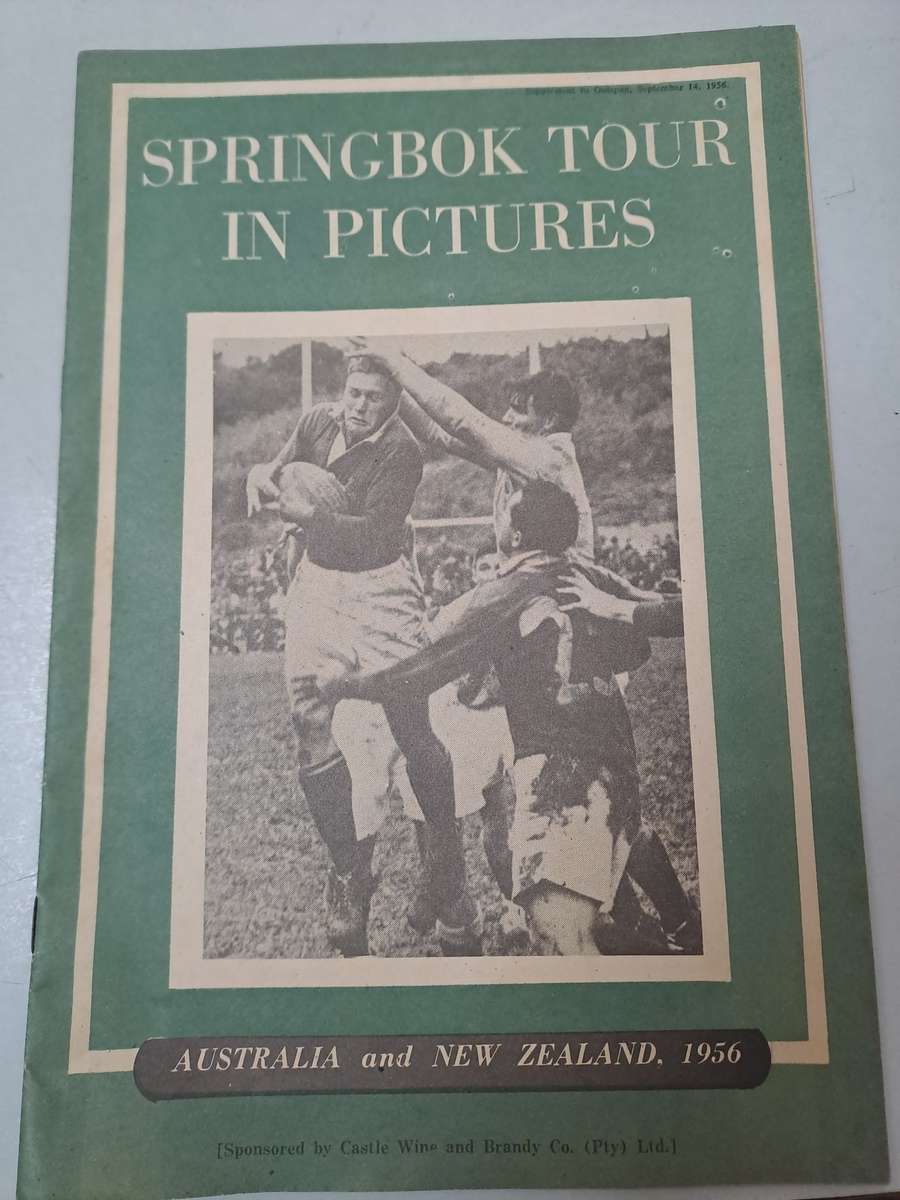 Supplement to Outspan, September 14, 1956.
SPRINGBOK TOUR
IN PICTURES
AUSTRALIA and NEW ZEALAND, 1956
[Sponsored by Castle Wine and Brandy Co. (Pty) Ltd.]